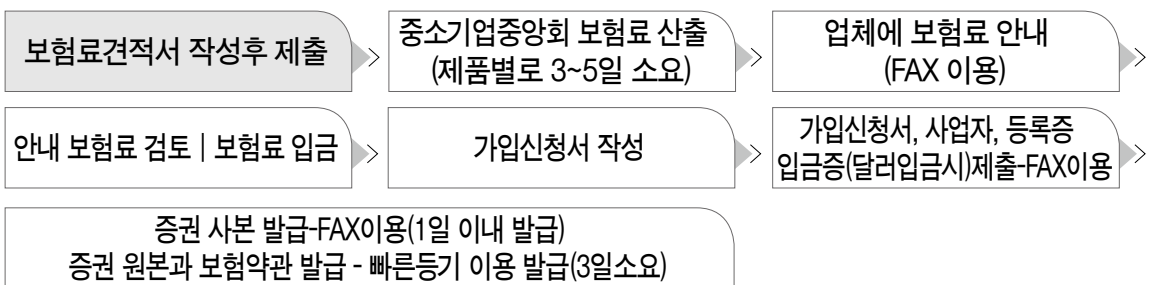 보험료견적서 작성후 제출
중소기업중앙회 보험료 산출
(제품별로 3~5일 소요)
업체에 보험료 안내
(FAX 이용)
안내 보험료 검토 | 보험료 입금
가입신청서 작성
가입신청서, 사업자, 등록증
입금증(달러입금시)제출-FAX이용
증권 사본 발급-FAX이용(1일 이내 발급)
증권 원본과 보험약관 발급 - 빠른등기 이용 발급(3일소요)